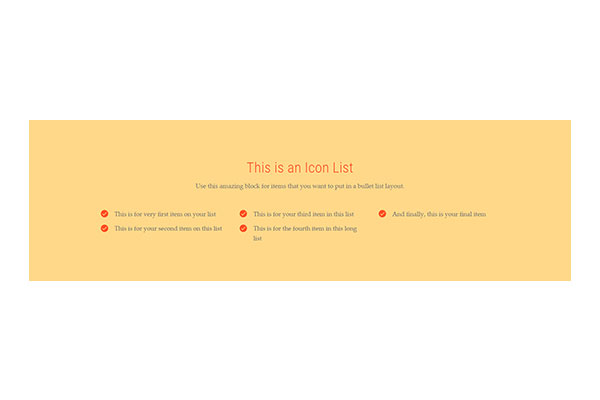 This is an Icon List
Use this amazing block for items that you want to put in a bullet list layout.
This is for very first item on your list
This is for your second item on this list
This is for your third item in this list
This is for the fourth item in this long
list
And finally, this is your final item